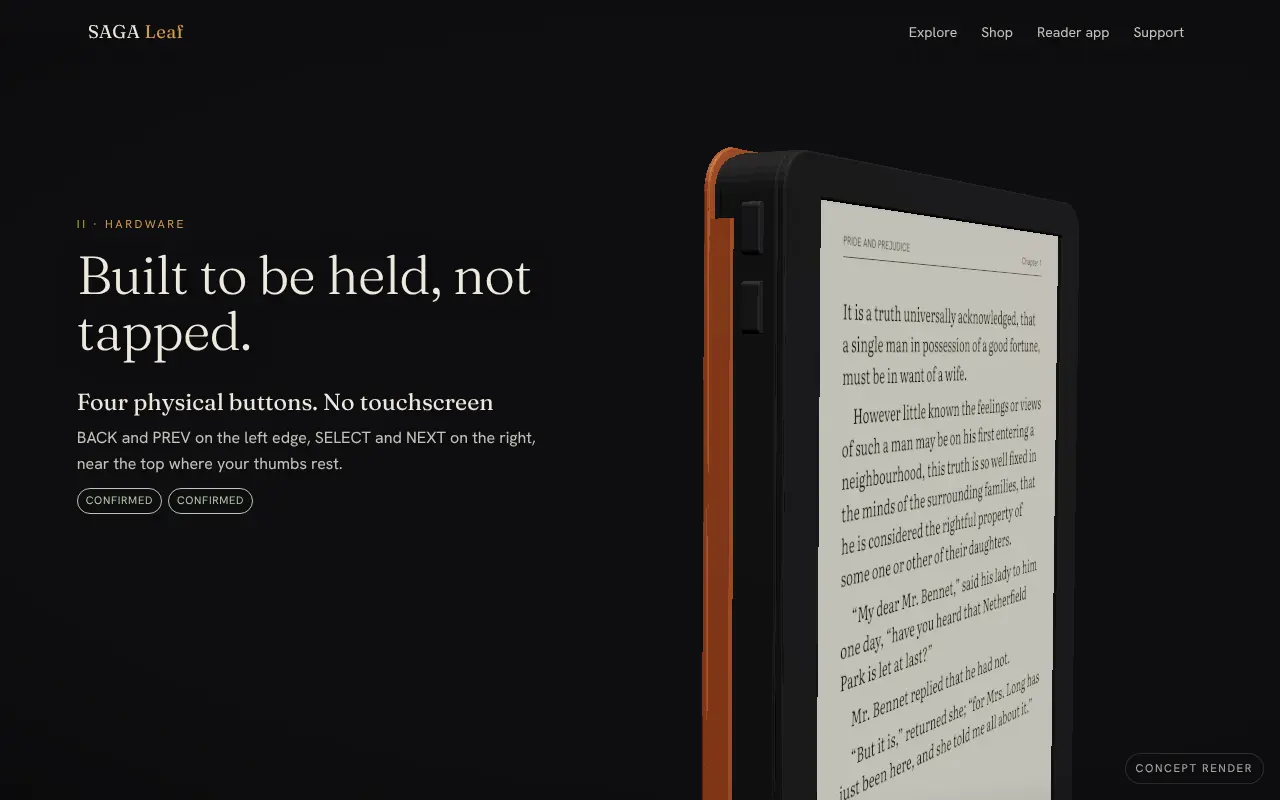 SAGA Leaf
Explore Shop Reader app Support
II · HARDWARE
Built to be held, not
tapped.
Four physical buttons. No touchscreen
BACK and PREV on the left edge, SELECT and NEXT on the right,
near the top where your thumbs rest.
CONFIRMED CONFIRMED
PRIDE AND PREJUDICE
Chapter 1
It is a truth universally acknowledged, that
a single man in possession of a good fortune,
must be in want of a wife.
However little known the feelings or views
of such a man may be on his first entering a
neighbourhood, this truth is so well fixed in
the minds of the surrounding families, that
he is considered the rightful property of
some one or other of their daughters.
“My dear Mr. Bennet,” said his lady to him
one day, “have you heard that Netherfield
Park is let at last?”
Mr. Bennet replied that he had not.
“But it is,” returned she; “for Mrs. Long has
just been here, and she told me all about it.”
CONCEPT RENDER